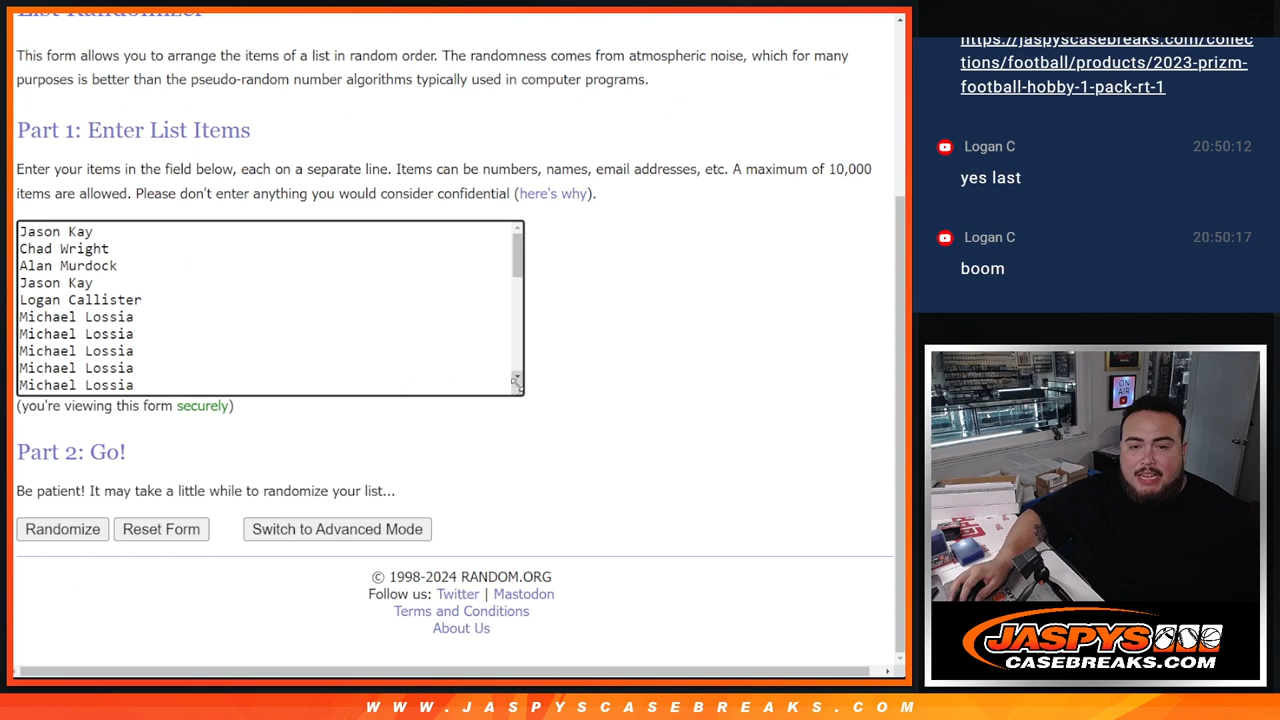 List Randomizer
This form allows you to arrange the items of a list in random order. The randomness comes from atmospheric noise, which for many
purposes is better than the pseudo-random number algorithms typically used in computer programs.
Part 1: Enter List Items
Enter your items in the field below, each on a separate line. Items can be numbers, names, email addresses, etc. A maximum of 10,000
items are allowed. Please don't enter anything you would consider confidential (here's why).
Jason Kay
Chad Wright
Alan Murdock
Jason Kay
Logan Callister
Michael Lossia
Michael Lossia
Michael Lossia
Michael Lossia
Michael Lossia
(you're viewing this form securely)
Part 2: Go!
Be patient! It may take a little while to randomize your list...
Randomize
Reset Form
Switch to Advanced Mode
© 1998-2024 RANDOM.ORG
Follow us: Twitter | Mastodon
Terms and Conditions
About Us
https://jaspyscasebreaks.com/collec
tions/football/products/2023-prizm-
football-hobby-1-pack-rt-1
Logan C 20:50:12
yes last
Logan C 20:50:17
boom
ON
AIR
JASPYS
CASEBREAKS.COM
WWW.JASPYSCASEBREAKS.COM